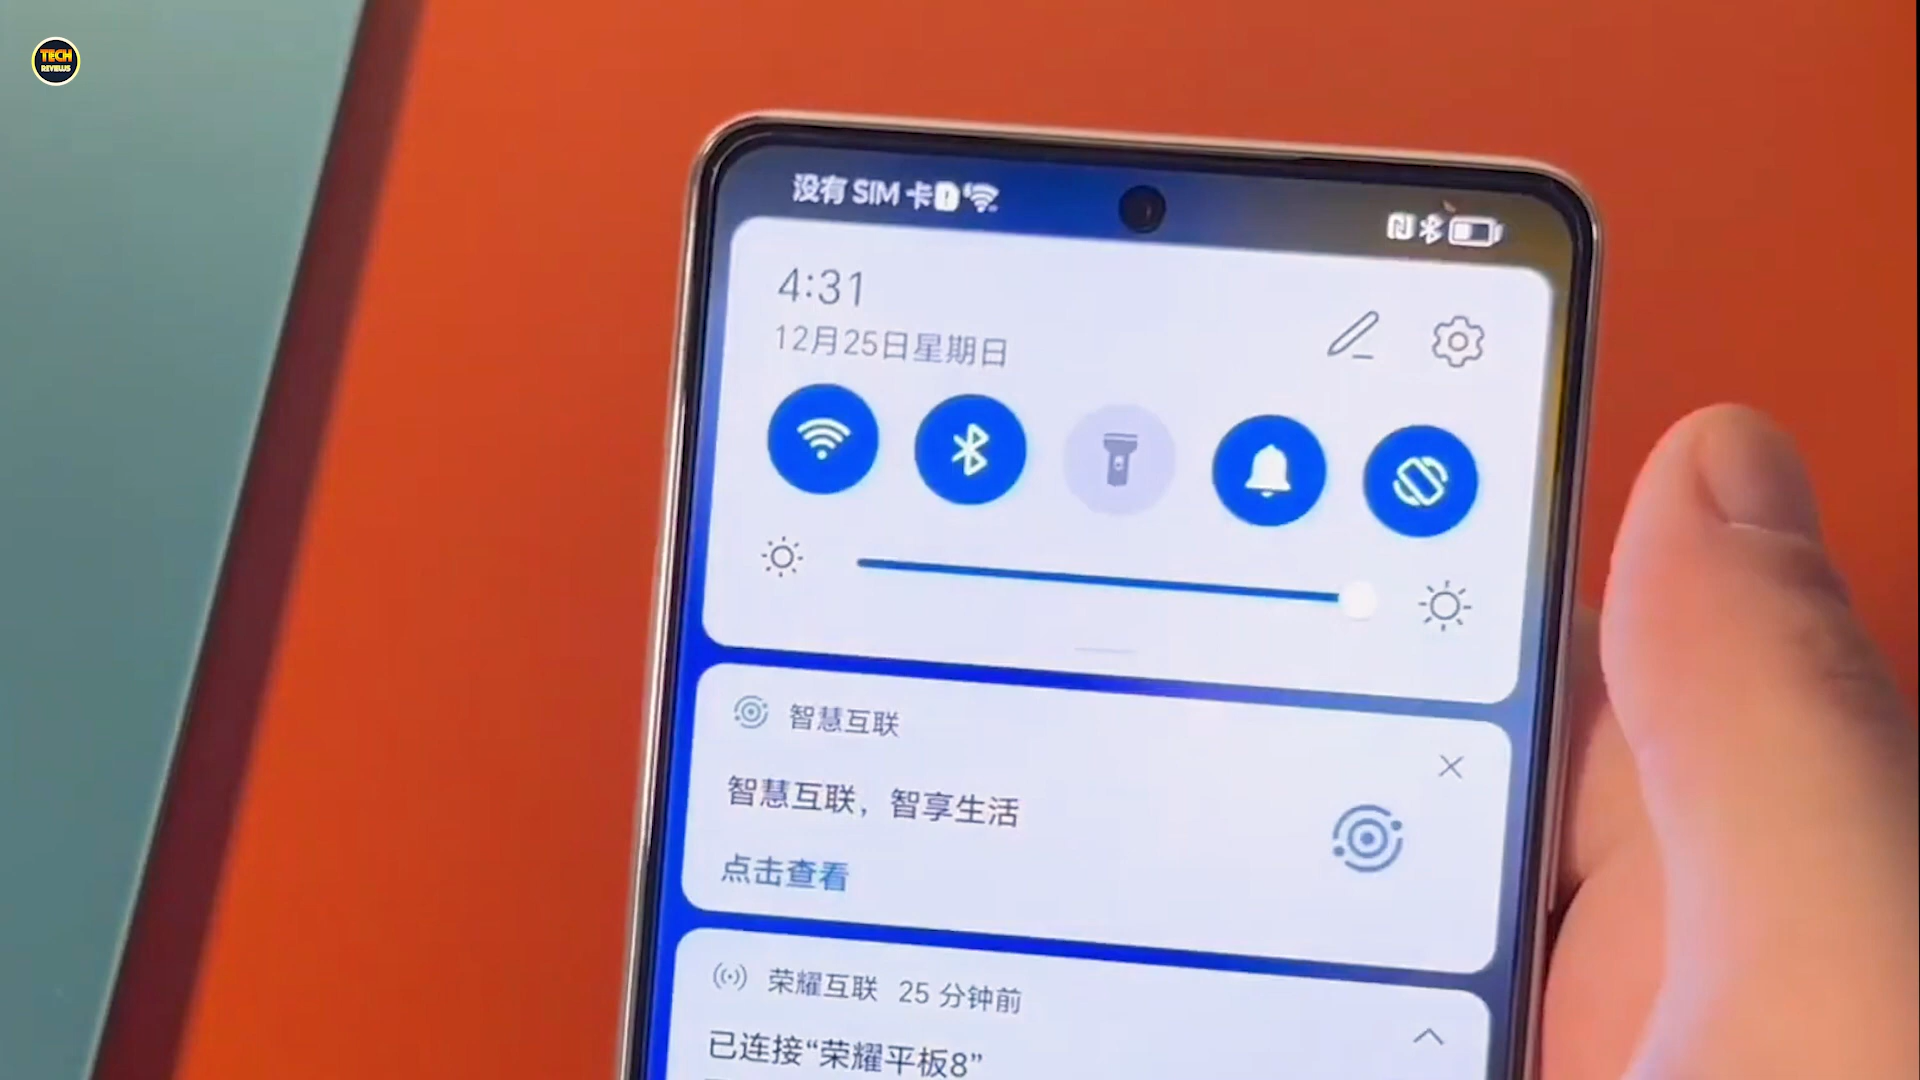 TECH
REVIEWS
没有 SIM 卡
4:31
12月25日星期日
智慧互联
智慧互联，智享生活
点击查看
荣耀互联 25 分钟前
已连接“荣耀平板8”